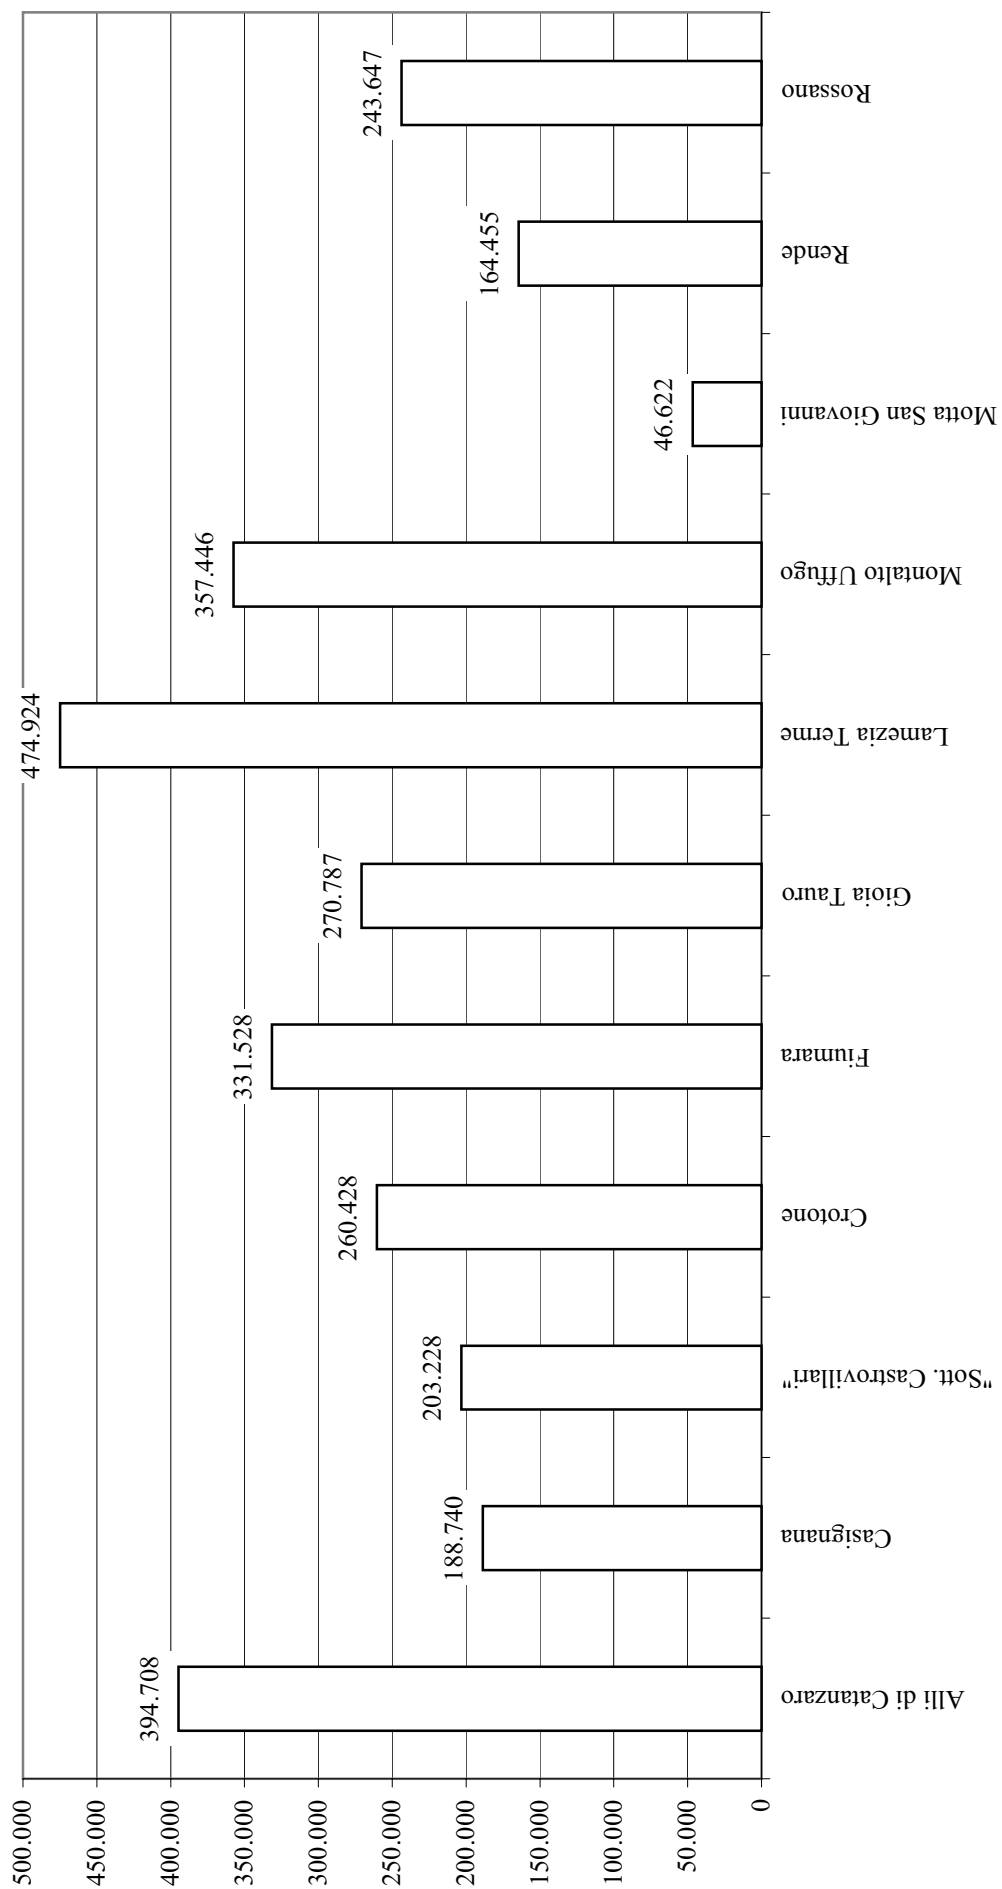 500.000
450.000
400.000
350.000
300.000
250.000
200.000
150.000
100.000
50.000
0
394.708
188.740
203.228
260.428
331.528
270.787
474.924
357.446
46.622
164.455
243.647
Alli di Catanzaro
Casignana
"Sott. Castrovillari"
Crotone
Fiumara
Gioia Tauro
Lamezia Terme
Montalto Uffugo
Motta San Giovanni
Rende
Rossano